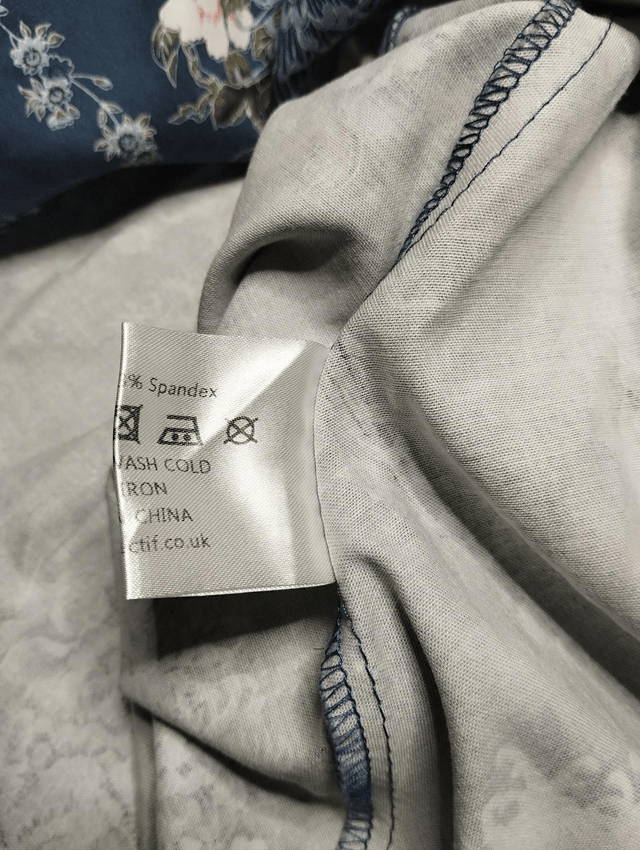 % Spandex
ASH COLD
RON
CHINA
ctif.co.uk